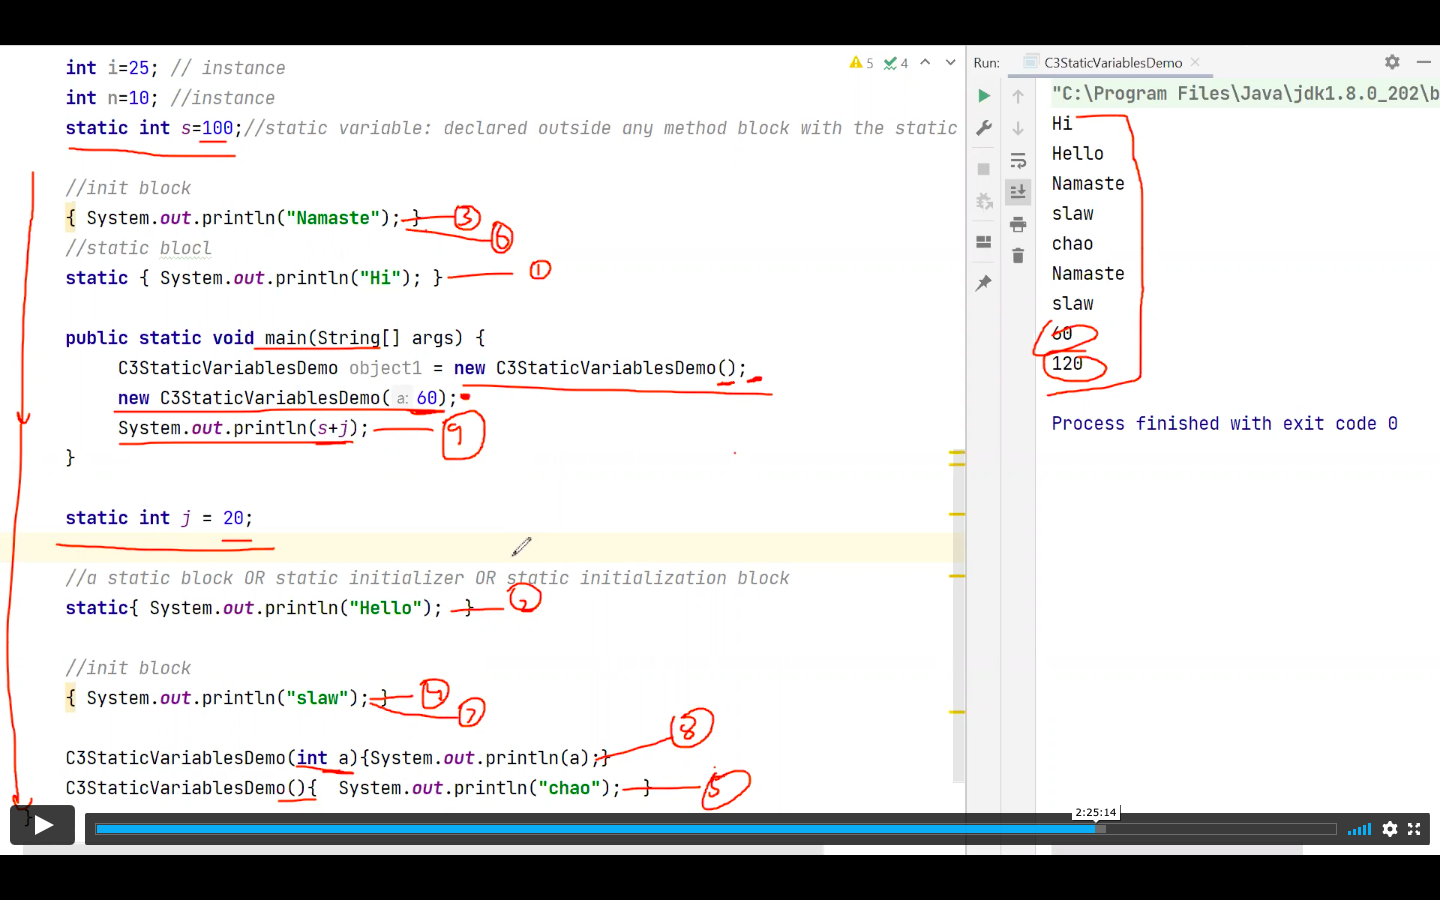 int i=25; // instance
int n=10; //instance
static int s=100;//static variable: declared outside any method block with the static
//init block
{ System.out.println("Namaste"); } 3
6
//static blocl
static { System.out.println("Hi"); } 1
public static void main(String[] args) {
C3StaticVariablesDemo object1 = new C3StaticVariablesDemo();
new C3StaticVariablesDemo( a: 60);
System.out.println(s+j); 9
}
static int j = 20;
//a static block OR static initializer OR static initialization block
static{ System.out.println("Hello"); } 2
//init block
{ System.out.println("slaw"); } 4
7
C3StaticVariablesDemo(int a){System.out.println(a);} 8
C3StaticVariablesDemo(){ System.out.println("chao"); } 5
}
5 4
Run: C3StaticVariablesDemo
"C:\Program Files\Java\jdk1.8.0_202\b
Hi
Hello
Namaste
slaw
chao
Namaste
slaw
60
120
Process finished with exit code 0
2:25:14